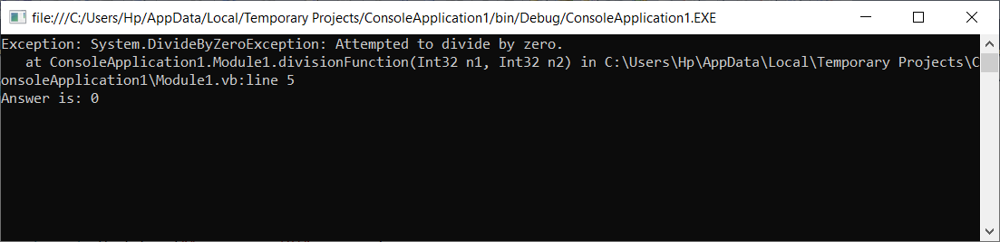 file:///C:/Users/Hp/AppData/Local/Temporary Projects/ConsoleApplication1/bin/Debug/ConsoleApplication1.EXE
Exception: System.DivideByZeroException: Attempted to divide by zero.
   at ConsoleApplication1.Module1.divisionFunction(Int32 n1, Int32 n2) in C:\Users\Hp\AppData\Local\Temporary Projects\C
onsoleApplication1\Module1.vb:line 5
Answer is: 0